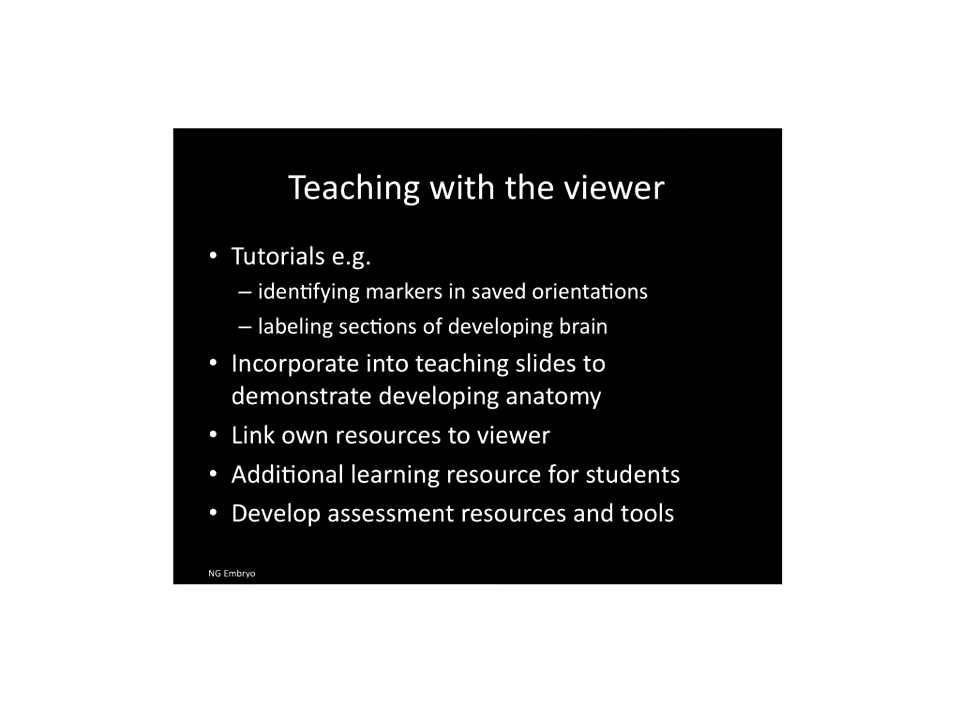 Teaching with the viewer
• Tutorials e.g.
– identifying markers in saved orientations
– labeling sections of developing brain
• Incorporate into teaching slides to
demonstrate developing anatomy
• Link own resources to viewer
• Additional learning resource for students
• Develop assessment resources and tools
NG Embryo